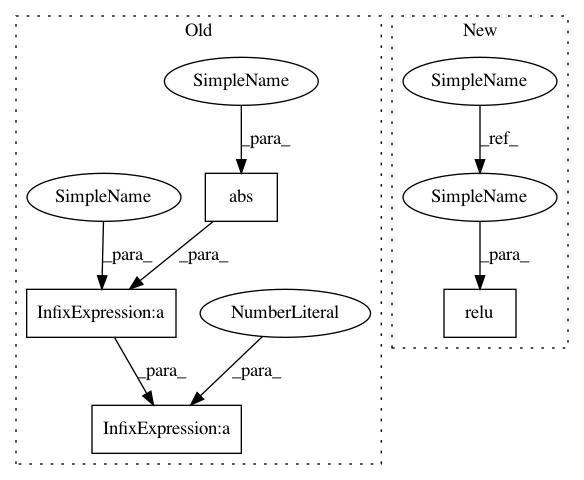 Old
New
SimpleName
SimpleName
_para_
_ref_
SimpleName
abs
SimpleName
_para_
_para_
_para_
InfixExpression:a
NumberLiteral
relu
_para_
_para_
InfixExpression:a